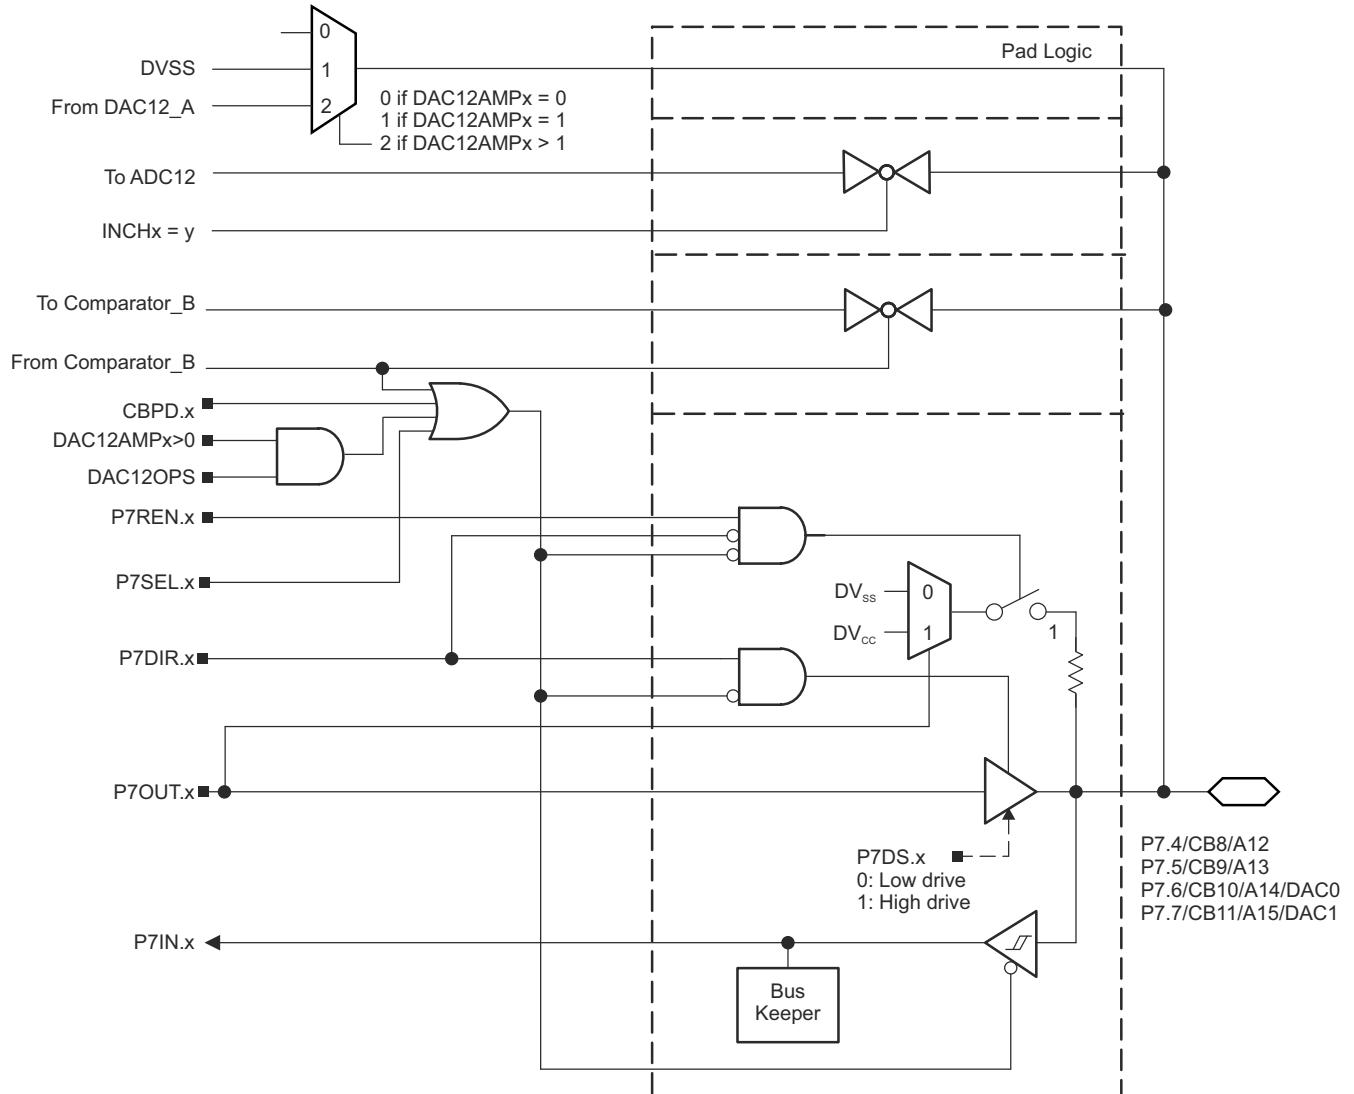 0
Pad Logic
DVSS
1
From DAC12_A
2
0 if DAC12AMPx = 0
1 if DAC12AMPx = 1
2 if DAC12AMPx > 1
To ADC12
INCHx = y
To Comparator_B
From Comparator_B
CBPD.x
DAC12AMPx>0
DAC12OPS
P7REN.x
P7SEL.x
DVSS
0
DVCC
1
1
P7DIR.x
P7OUT.x
P7DS.x
0: Low drive
1: High drive
P7.4/CB8/A12
P7.5/CB9/A13
P7.6/CB10/A14/DAC0
P7.7/CB11/A15/DAC1
P7IN.x
Bus
Keeper